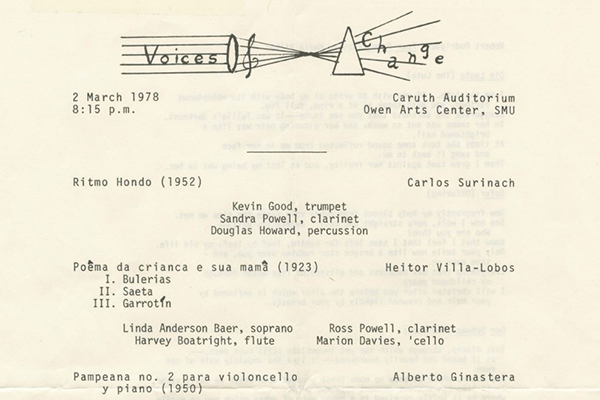 Voices Change
2 March 1978 Caruth Auditorium
8:15 p.m. Owen Arts Center, SMU
Ritmo Hondo (1952) Carlos Surinach
Kevin Good, trumpet
Sandra Powell, clarinet
Douglas Howard, percussion
Poêma da crianca e sua mamã (1923) Heitor Villa-Lobos
I. Bulerias
II. Saeta
III. Garrotín
Linda Anderson Baer, soprano Ross Powell, clarinet
Harvey Boatright, flute Marion Davies, 'cello
Pampeana no. 2 para violoncello Alberto Ginastera
y piano (1950)